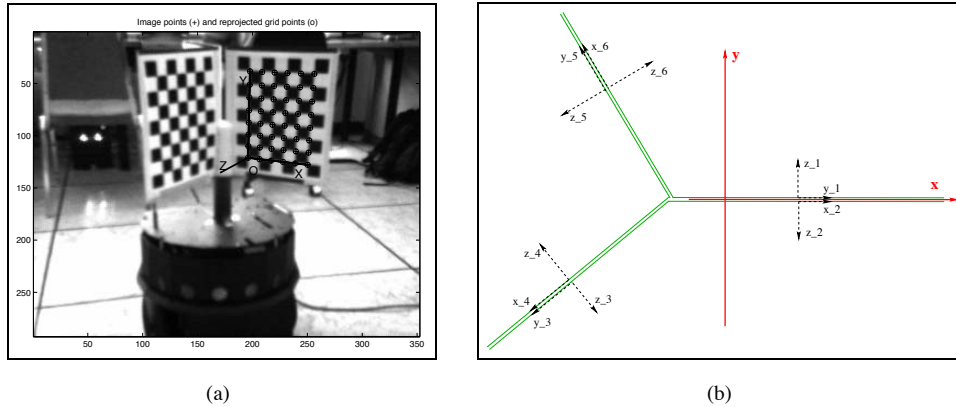 Image points (+) and reprojected grid points (o)
50
100
150
200
250
50
100
150
200
250
300
350
Y
Z
O
X
(a)
y
x
x_6
y_5
z_6
z_5
z_1
y_1
x_2
z_2
z_4
x_4
z_3
y_3
(b)